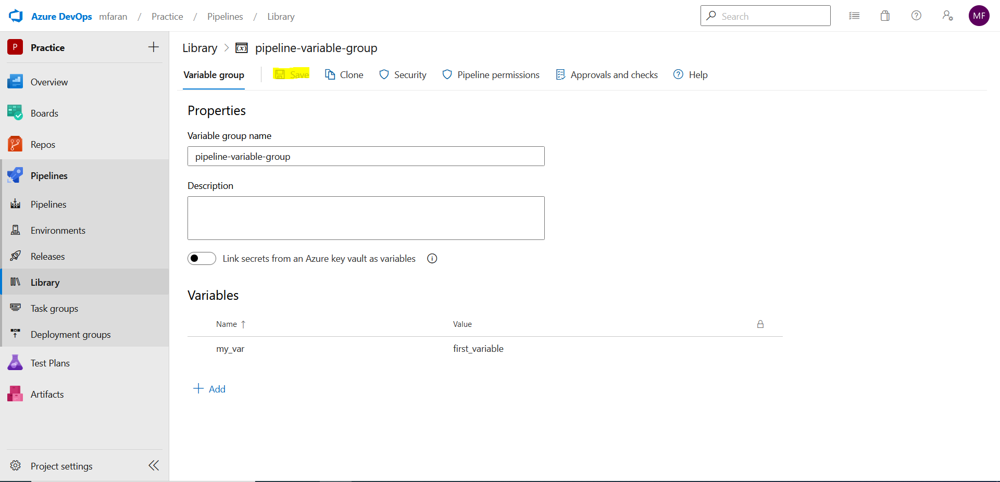 Azure DevOps mfaran / Practice / Pipelines / Library
Search
MF
P Practice
Overview
Boards
Repos
Pipelines
Pipelines
Environments
Releases
Library
Task groups
Deployment groups
Test Plans
Artifacts
Project settings
Library > (x) pipeline-variable-group
Variable group Save Clone Security Pipeline permissions Approvals and checks Help
Properties
Variable group name
pipeline-variable-group
Description
Link secrets from an Azure key vault as variables
Variables
Name ↑ Value
my_var first_variable
+ Add